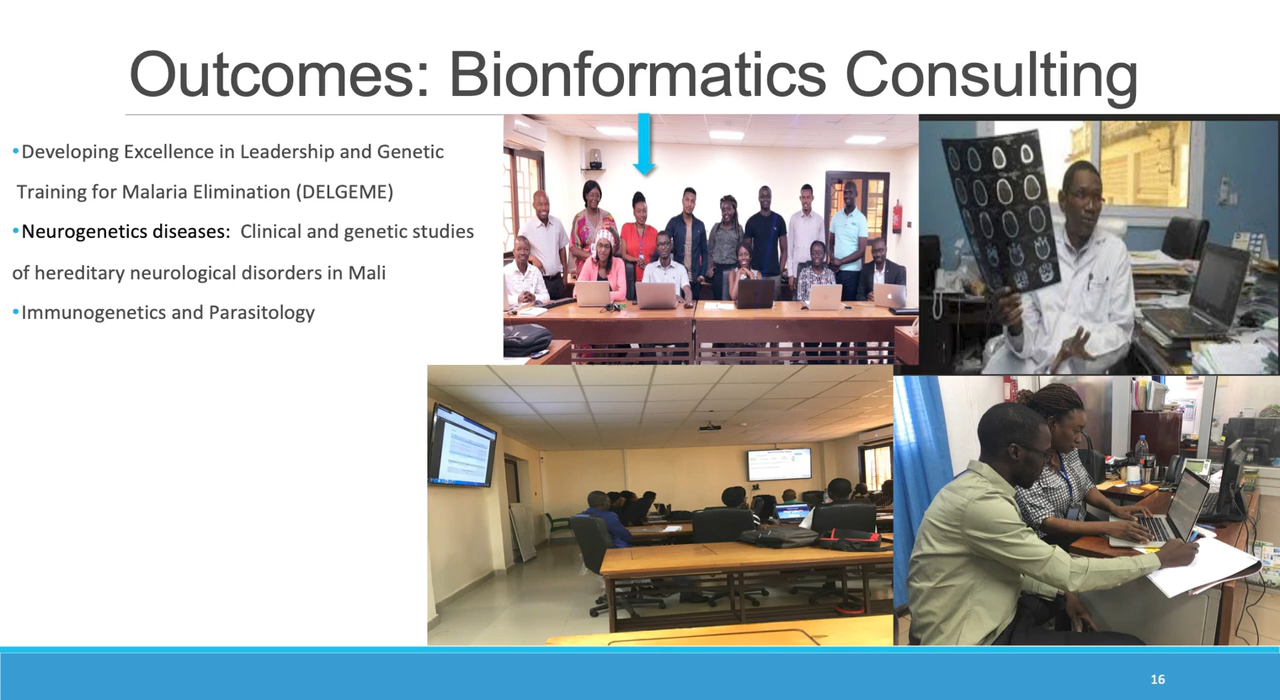 Outcomes: Bionformatics Consulting
•Developing Excellence in Leadership and Genetic
Training for Malaria Elimination (DELGEME)
•Neurogenetics diseases: Clinical and genetic studies
of hereditary neurological disorders in Mali
•Immunogenetics and Parasitology
16